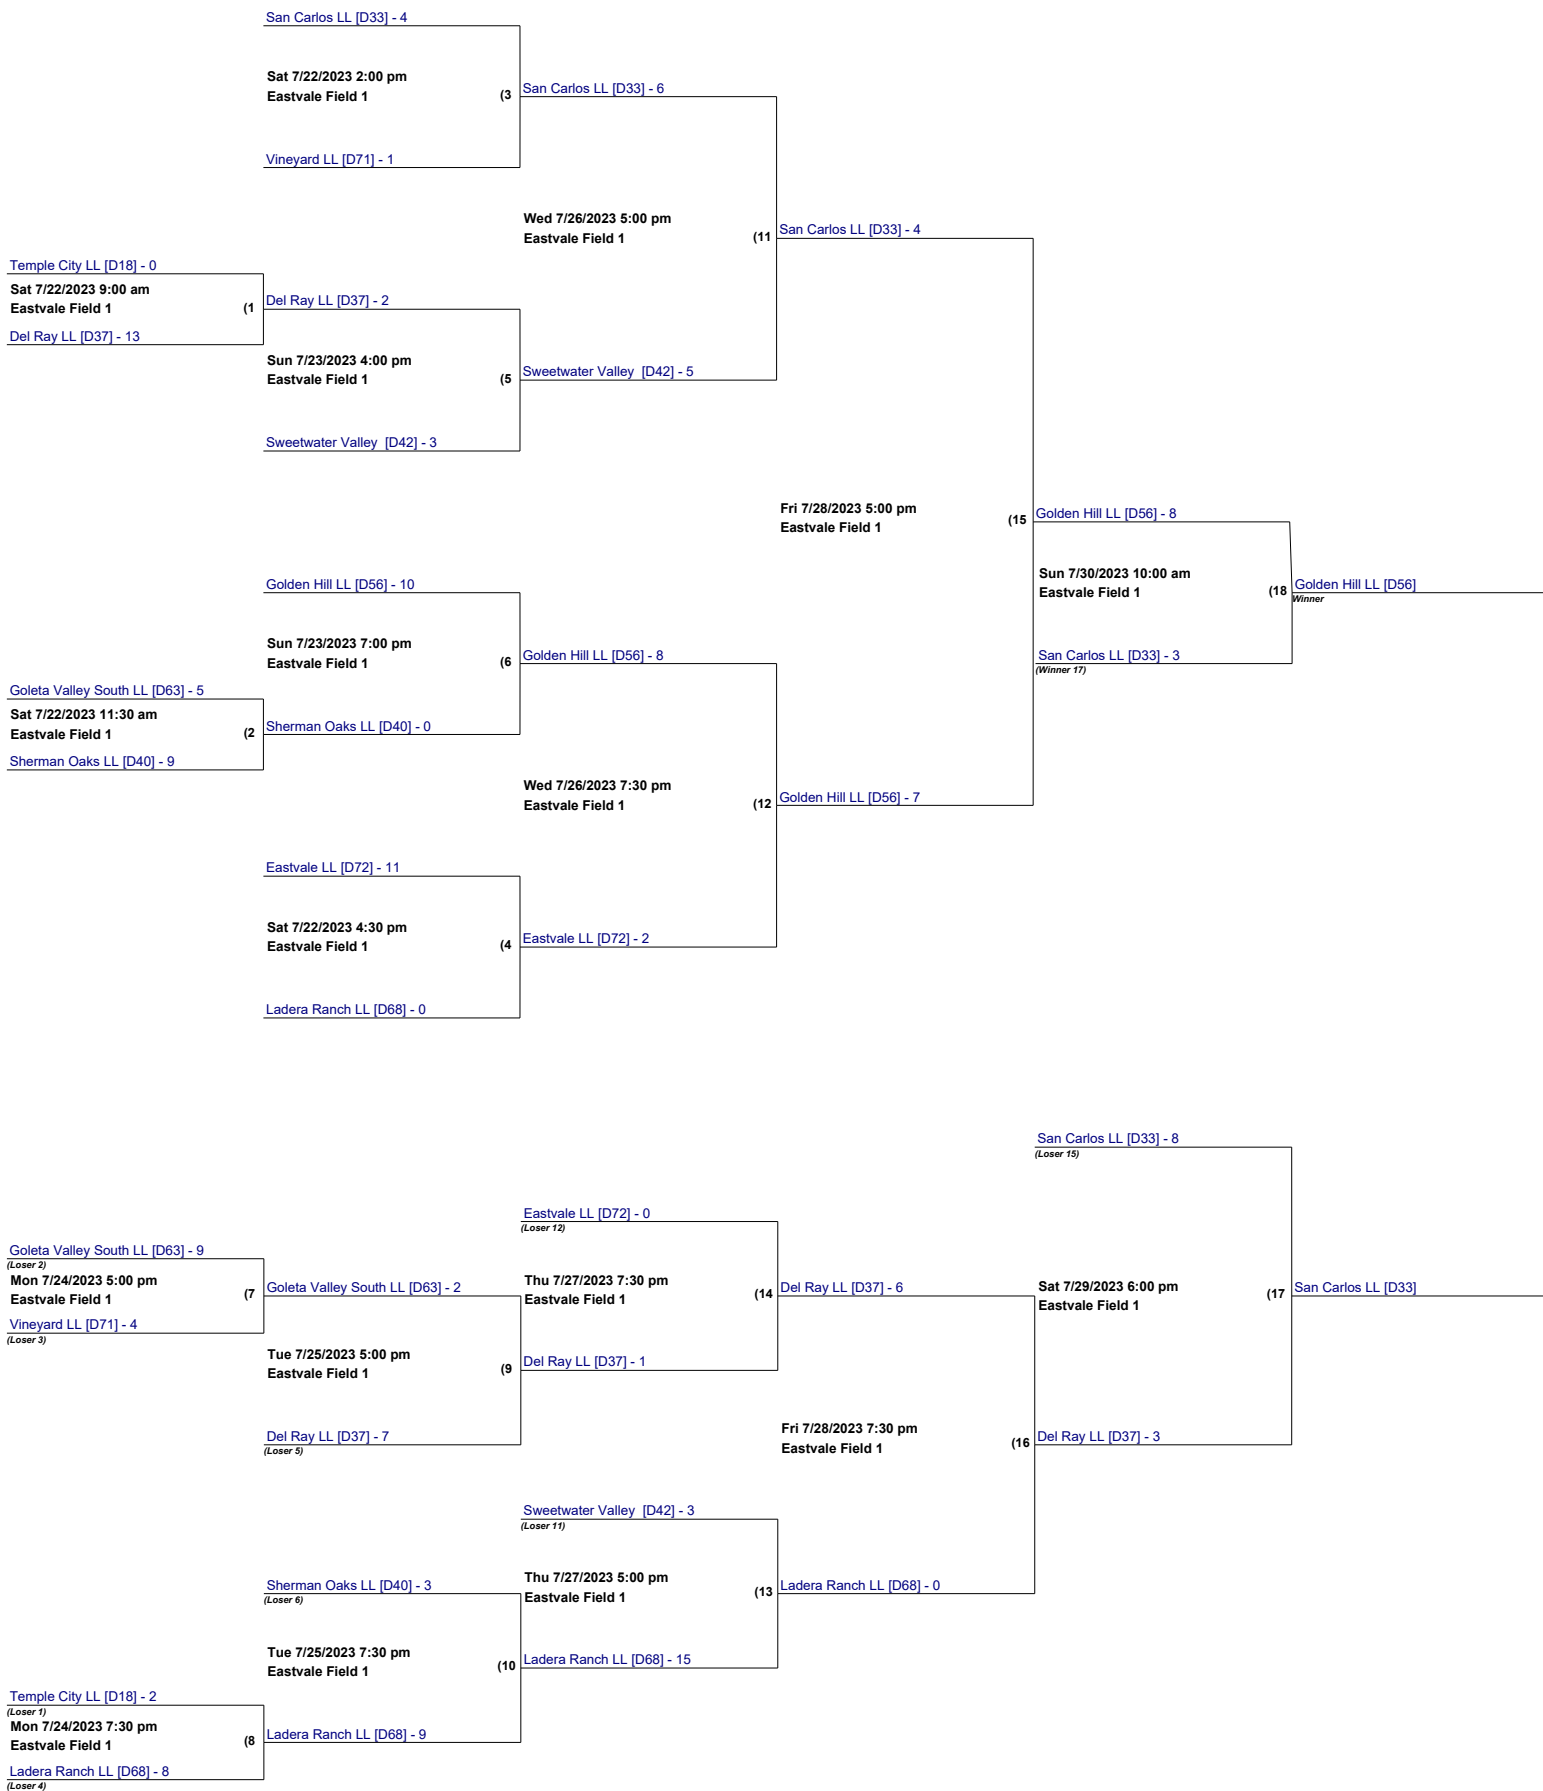 San Carlos LL [D33] - 4
Sat 7/22/2023 2:00 pm
Eastvale Field 1
(3
San Carlos LL [D33] - 6
Vineyard LL [D71] - 1
Wed 7/26/2023 5:00 pm
Eastvale Field 1
(11
San Carlos LL [D33] - 4
Temple City LL [D18] - 0
Sat 7/22/2023 9:00 am
Eastvale Field 1
(1
Del Ray LL [D37] - 2
Del Ray LL [D37] - 13
Sun 7/23/2023 4:00 pm
Eastvale Field 1
(5
Sweetwater Valley  [D42] - 5
Sweetwater Valley  [D42] - 3
Fri 7/28/2023 5:00 pm
Eastvale Field 1
(15
Golden Hill LL [D56] - 8
Sun 7/30/2023 10:00 am
Eastvale Field 1
(18
Golden Hill LL [D56]
Winner
Golden Hill LL [D56] - 10
Sun 7/23/2023 7:00 pm
Eastvale Field 1
(6
Golden Hill LL [D56] - 8
San Carlos LL [D33] - 3
(Winner 17)
Goleta Valley South LL [D63] - 5
Sat 7/22/2023 11:30 am
Eastvale Field 1
(2
Sherman Oaks LL [D40] - 0
Sherman Oaks LL [D40] - 9
Wed 7/26/2023 7:30 pm
Eastvale Field 1
(12
Golden Hill LL [D56] - 7
Eastvale LL [D72] - 11
Sat 7/22/2023 4:30 pm
Eastvale Field 1
(4
Eastvale LL [D72] - 2
Ladera Ranch LL [D68] - 0
San Carlos LL [D33] - 8
(Loser 15)
Eastvale LL [D72] - 0
(Loser 12)
Goleta Valley South LL [D63] - 9
(Loser 2)
Mon 7/24/2023 5:00 pm
Eastvale Field 1
(7
Goleta Valley South LL [D63] - 2
Thu 7/27/2023 7:30 pm
Eastvale Field 1
(14
Del Ray LL [D37] - 6
Sat 7/29/2023 6:00 pm
Eastvale Field 1
(17
San Carlos LL [D33]
Vineyard LL [D71] - 4
(Loser 3)
Tue 7/25/2023 5:00 pm
Eastvale Field 1
(9
Del Ray LL [D37] - 1
Del Ray LL [D37] - 7
(Loser 5)
Fri 7/28/2023 7:30 pm
Eastvale Field 1
(16
Del Ray LL [D37] - 3
Sweetwater Valley  [D42] - 3
(Loser 11)
Sherman Oaks LL [D40] - 3
(Loser 6)
Thu 7/27/2023 5:00 pm
Eastvale Field 1
(13
Ladera Ranch LL [D68] - 0
Tue 7/25/2023 7:30 pm
Eastvale Field 1
(10
Ladera Ranch LL [D68] - 15
Temple City LL [D18] - 2
(Loser 1)
Mon 7/24/2023 7:30 pm
Eastvale Field 1
(8
Ladera Ranch LL [D68] - 9
Ladera Ranch LL [D68] - 8
(Loser 4)